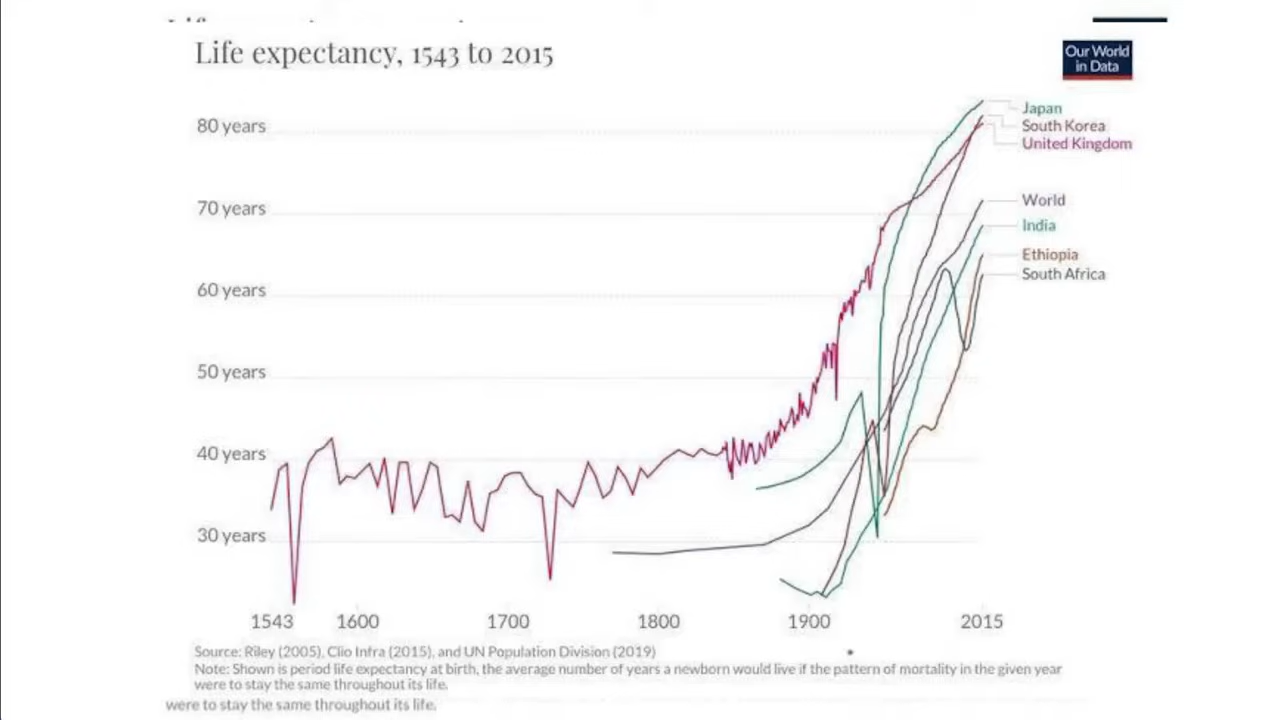 Life expectancy, 1543 to 2015
Our World
in Data
80 years
70 years
60 years
50 years
40 years
30 years
Japan
South Korea
United Kingdom
World
India
Ethiopia
South Africa
1543 1600 1700 1800 1900 2015
Source: Riley (2005), Clio Infra (2015), and UN Population Division (2019)
Note: Shown is period life expectancy at birth, the average number of years a newborn would live if the pattern of mortality in the given year
were to stay the same throughout its life.
were to stay the same throughout its life.